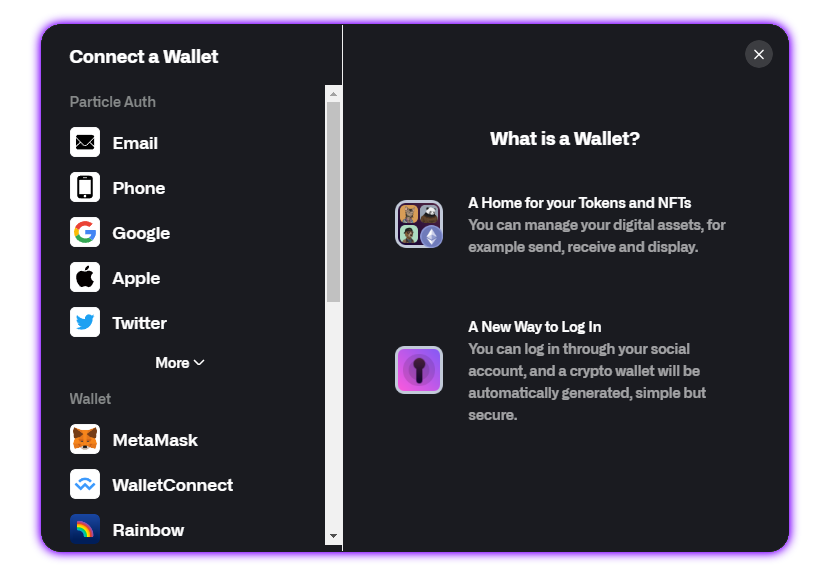 Connect a Wallet
Particle Auth
Email
Phone
Google
Apple
Twitter
More
Wallet
MetaMask
WalletConnect
Rainbow
What is a Wallet?
A Home for your Tokens and NFTs
You can manage your digital assets, for
example send, receive and display.
A New Way to Log In
You can log in through your social
account, and a crypto wallet will be
automatically generated, simple but
secure.